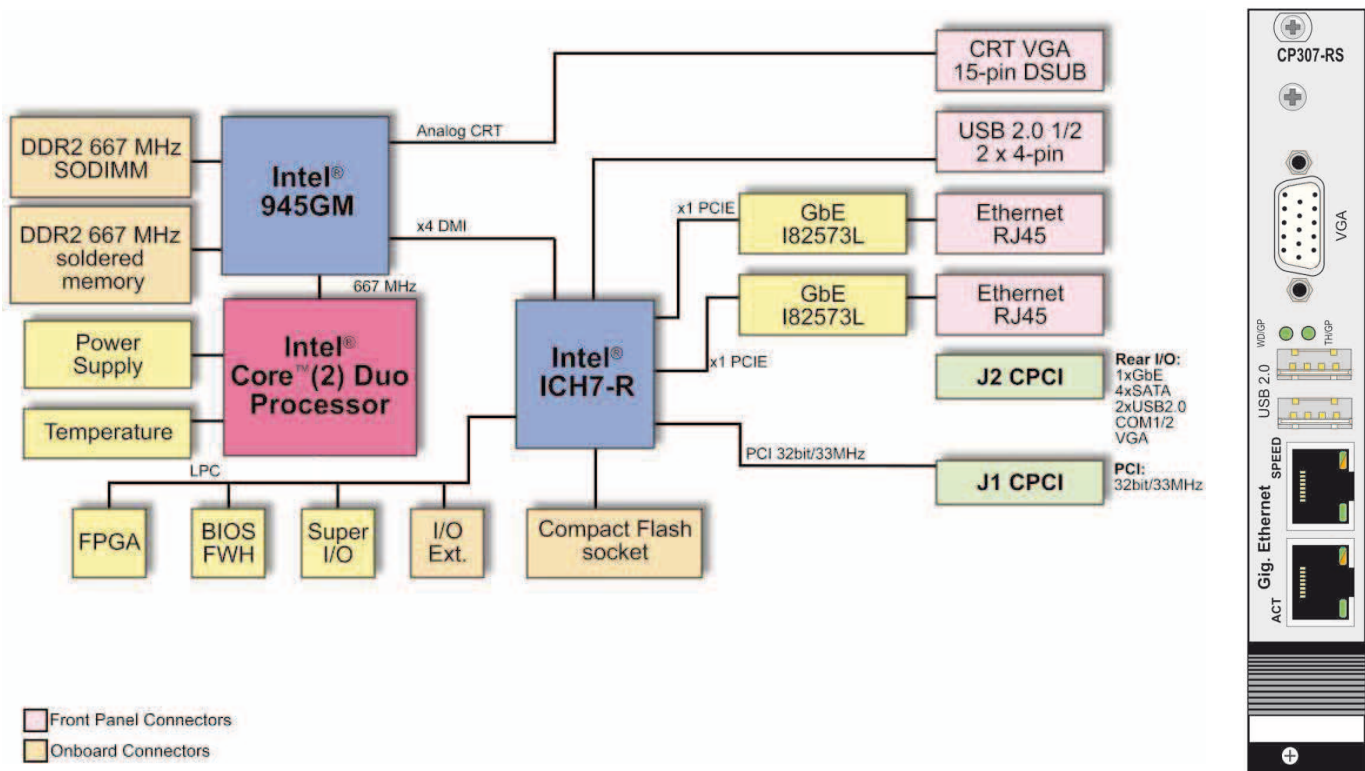 CRT VGA
15-pin DSUB
USB 2.0 1/2
2 x 4-pin
Analog CRT
DDR2 667 MHz
SODIMM
Intel®
945GM
DDR2 667 MHz
soldered
memory
x4 DMI
x1 PCIE
GbE
I82573L
Ethernet
RJ45
667 MHz
GbE
I82573L
Ethernet
RJ45
Power
Supply
Intel®
Core™(2) Duo
Processor
Intel®
ICH7-R
x1 PCIE
J2 CPCI
Rear I/O:
1xGbE
4xSATA
2xUSB2.0
COM1/2
VGA
Temperature
LPC
PCI 32bit/33MHz
J1 CPCI
PCI:
32bit/33MHz
FPGA
BIOS
FWH
Super
I/O
I/O
Ext.
Compact Flash
socket
Front Panel Connectors
Onboard Connectors
CP307-RS
VGA
WD/GP
TH/GP
USB 2.0
SPEED
Gig. Ethernet
ACT